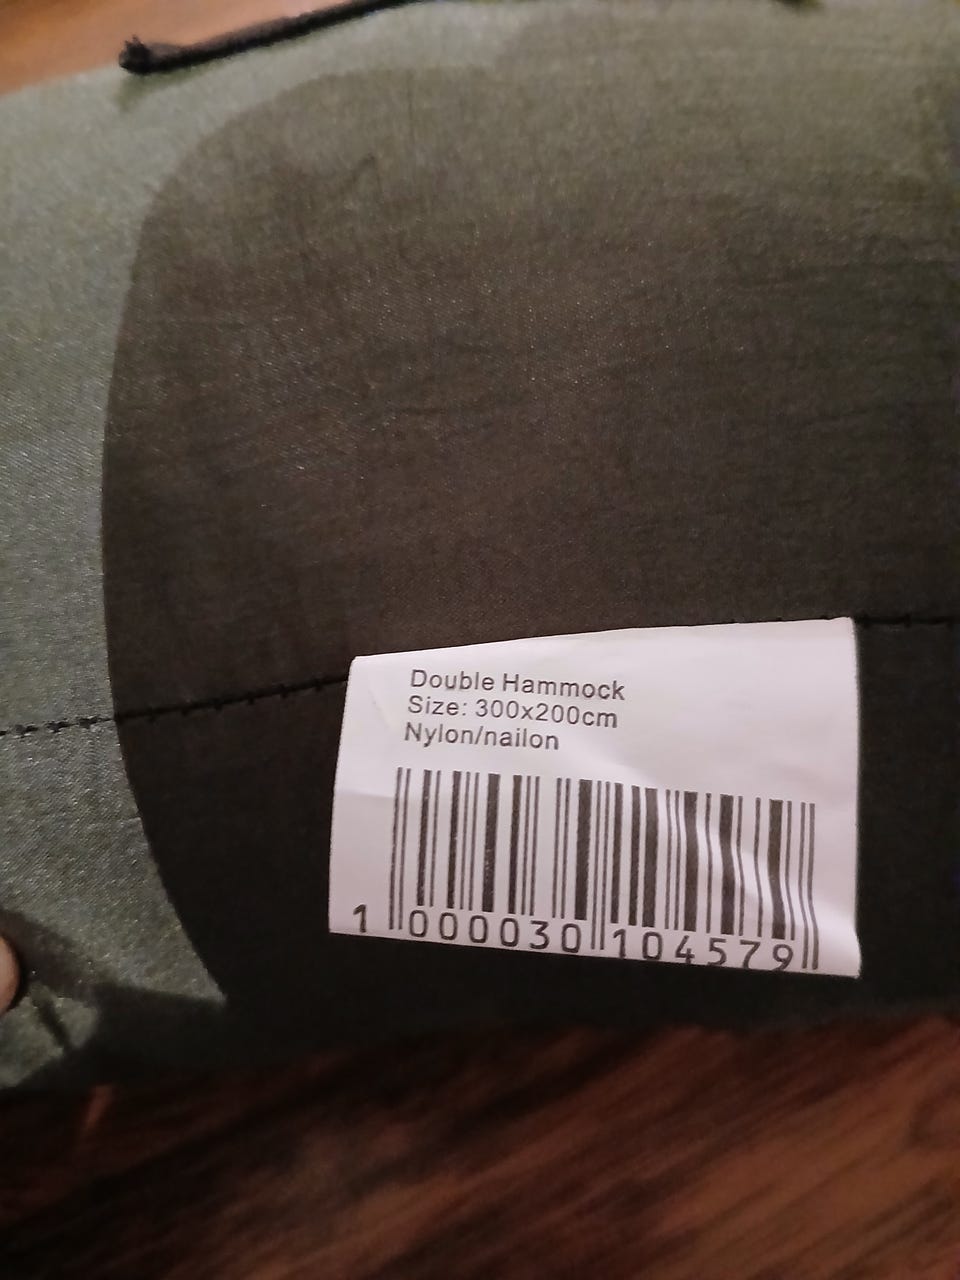 Double Hammock
Size: 300x200cm
Nylon/nailon
1 000030 104579